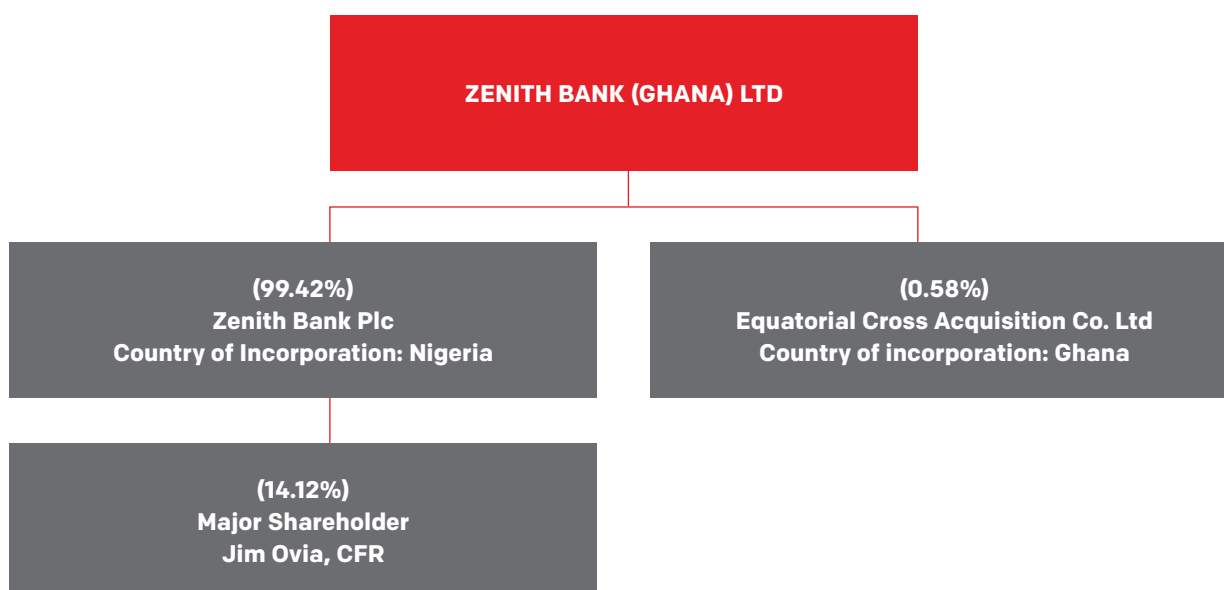 ZENITH BANK (GHANA) LTD
(99.42%)
Zenith Bank Plc
Country of Incorporation: Nigeria
(0.58%)
Equatorial Cross Acquisition Co. Ltd
Country of incorporation: Ghana
(14.12%)
Major Shareholder
Jim Ovia, CFR